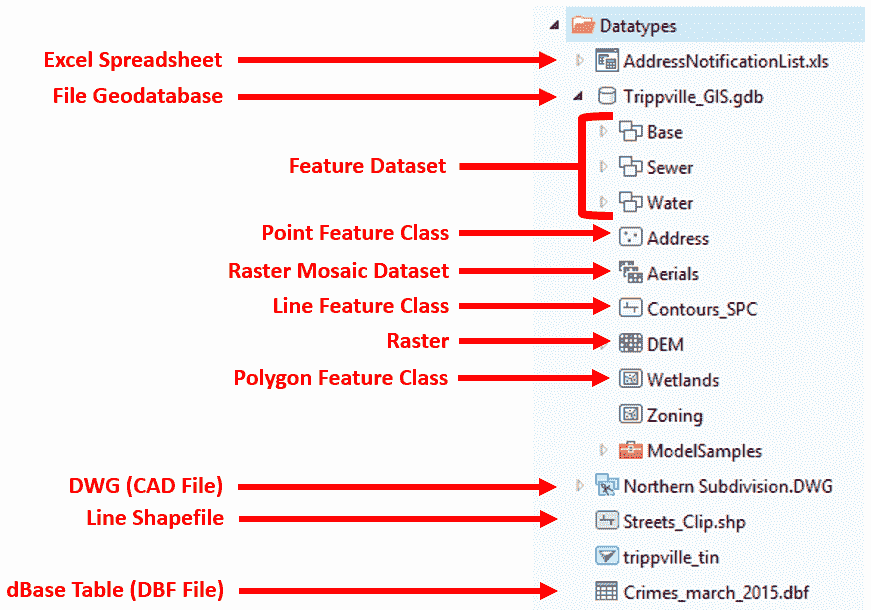 Datatypes
Excel Spreadsheet AddressNotificationList.xls
File Geodatabase Trippville_GIS.gdb
Base
Feature Dataset Sewer
Water
Point Feature Class Address
Raster Mosaic Dataset Aerials
Line Feature Class Contours_SPC
Raster DEM
Polygon Feature Class Wetlands
Zoning
ModelSamples
DWG (CAD File) Northern Subdivision.DWG
Line Shapefile Streets_Clip.shp
trippville_tin
dBase Table (DBF File) Crimes_march_2015.dbf